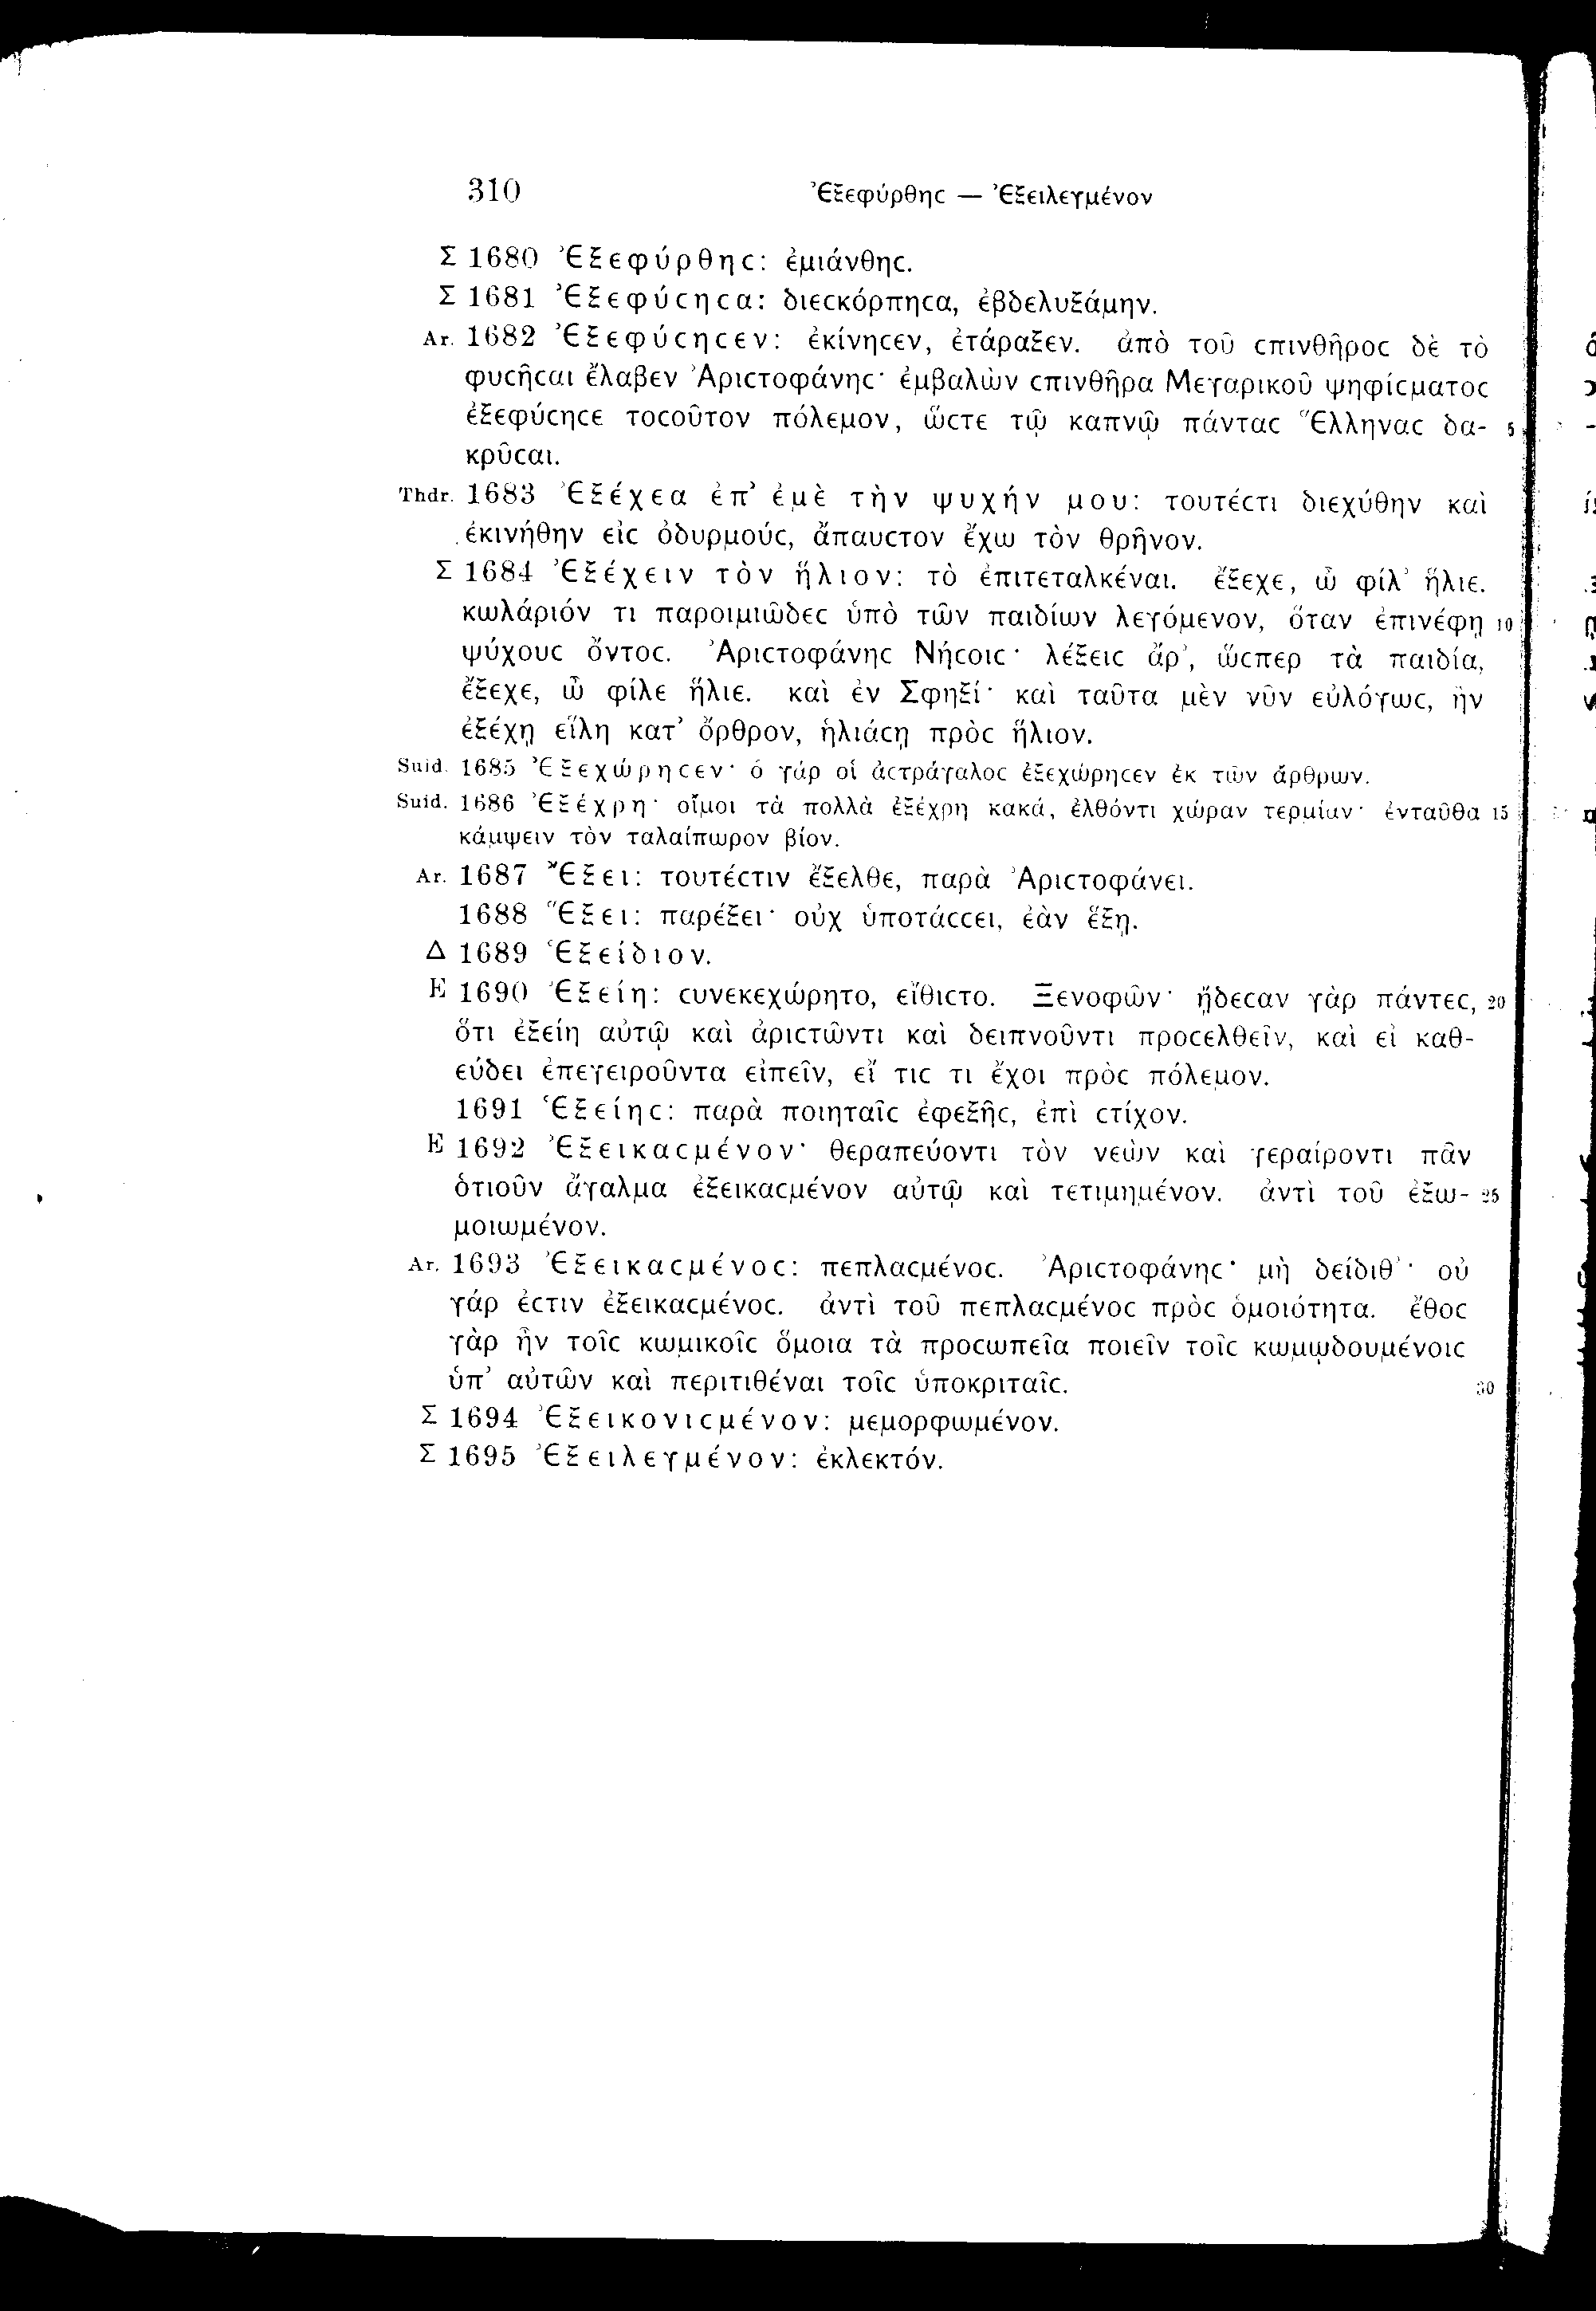 310 Ἐξεφύρθηϲ — Ἐξειλεγμένον
Σ 1680 Ἐξεφύρθηϲ: ἐμιάνθηϲ.
Σ 1681 Ἐξεφύϲηϲα: διεϲκόρπηϲα, ἐβδελυξάμην.
Ar. 1682 Ἐξεφύϲηϲεν: ἐκίνηϲεν, ἐτάραξεν. ἀπὸ τοῦ ϲπινθῆροϲ δὲ τὸ
φυϲῆϲαι ἔλαβεν Ἀριϲτοφάνηϲ· ἐμβαλὼν ϲπινθῆρα Μεγαρικοῦ ψηφίϲματοϲ
ἐξεφύϲηϲε τοϲοῦτον πόλεμον, ὥϲτε τῷ καπνῷ πάνταϲ Ἕλληναϲ δα- 5
κρῦϲαι.
Thdr. 1683 Ἐξέχεα ἐπ’ ἐμὲ τὴν ψυχήν μου: τουτέϲτι διεχύθην καὶ
ἐκινήθην εἰϲ ὀδυρμούϲ, ἄπαυϲτον ἔχω τὸν θρῆνον.
Σ 1684 Ἐξέχειν τὸν ἥλιον: τὸ ἐπιτεταλκέναι. ἔξεχε, ὦ φίλ’ ἥλιε.
κωλάριόν τι παροιμιῶδεϲ ὑπὸ τῶν παιδίων λεγόμενον, ὅταν ἐπινέφῃ 10
ψύχουϲ ὄντοϲ. Ἀριϲτοφάνηϲ Νήϲοιϲ· λέξειϲ ἄρ’, ὥϲπερ τὰ παιδία,
ἔξεχε, ὦ φίλε ἥλιε. καὶ ἐν Σφηξί· καὶ ταῦτα μὲν νῦν εὐλόγωϲ, ἢν
ἐξέχῃ εἵλη κατ’ ὄρθρον, ἡλιάϲῃ πρὸϲ ἥλιον.
Suid. 1685 Ἐξεχώρηϲεν· ὁ γάρ οἱ ἀϲτράγαλοϲ ἐξεχώρηϲεν ἐκ τῶν ἄρθρων.
Suid. 1686 Ἐξέχρη· οἴμοι τὰ πολλὰ ἐξέχρη κακά, ἐλθόντι χώραν τερμίαν· ἐνταῦθα 15
κάμψειν τὸν ταλαίπωρον βίον.
Ar. 1687 Ἔξει: τουτέϲτιν ἔξελθε, παρὰ Ἀριϲτοφάνει.
1688 Ἕξει: παρέξει· οὐχ ὑποτάϲϲει, ἐὰν ἕξῃ.
Δ 1689 Ἑξείδιον.
E 1690 Ἐξείη: ϲυνεκεχώρητο, εἴθιϲτο. Ξενοφῶν· ᾔδεϲαν γὰρ πάντεϲ, 20
ὅτι ἐξείη αὐτῷ καὶ ἀριϲτῶντι καὶ δειπνοῦντι προϲελθεῖν, καὶ εἰ καθ-
εύδει ἐπεγειροῦντα εἰπεῖν, εἴ τιϲ τι ἔχοι πρὸϲ πόλεμον.
1691 Ἑξείηϲ: παρὰ ποιηταῖϲ ἐφεξῆϲ, ἐπὶ ϲτίχον.
E 1692 Ἐξεικαϲμένον· θεραπεύοντι τὸν νεὼν καὶ γεραίροντι πᾶν
ὁτιοῦν ἄγαλμα ἐξεικαϲμένον αὐτῷ καὶ τετιμημένον. ἀντὶ τοῦ ἐξω- 25
μοιωμένον.
Ar. 1693 Ἐξεικαϲμένοϲ: πεπλαϲμένοϲ. Ἀριϲτοφάνηϲ· μὴ δείδιθ’· οὐ
γάρ ἐϲτιν ἐξεικαϲμένοϲ. ἀντὶ τοῦ πεπλαϲμένοϲ πρὸϲ ὁμοιότητα. ἔθοϲ
γὰρ ἦν τοῖϲ κωμικοῖϲ ὅμοια τὰ προϲωπεῖα ποιεῖν τοῖϲ κωμῳδουμένοιϲ
ὑπ’ αὐτῶν καὶ περιτιθέναι τοῖϲ ὑποκριταῖϲ. 30
Σ 1694 Ἐξεικονιϲμένον: μεμορφωμένον.
Σ 1695 Ἐξειλεγμένον: ἐκλεκτόν.